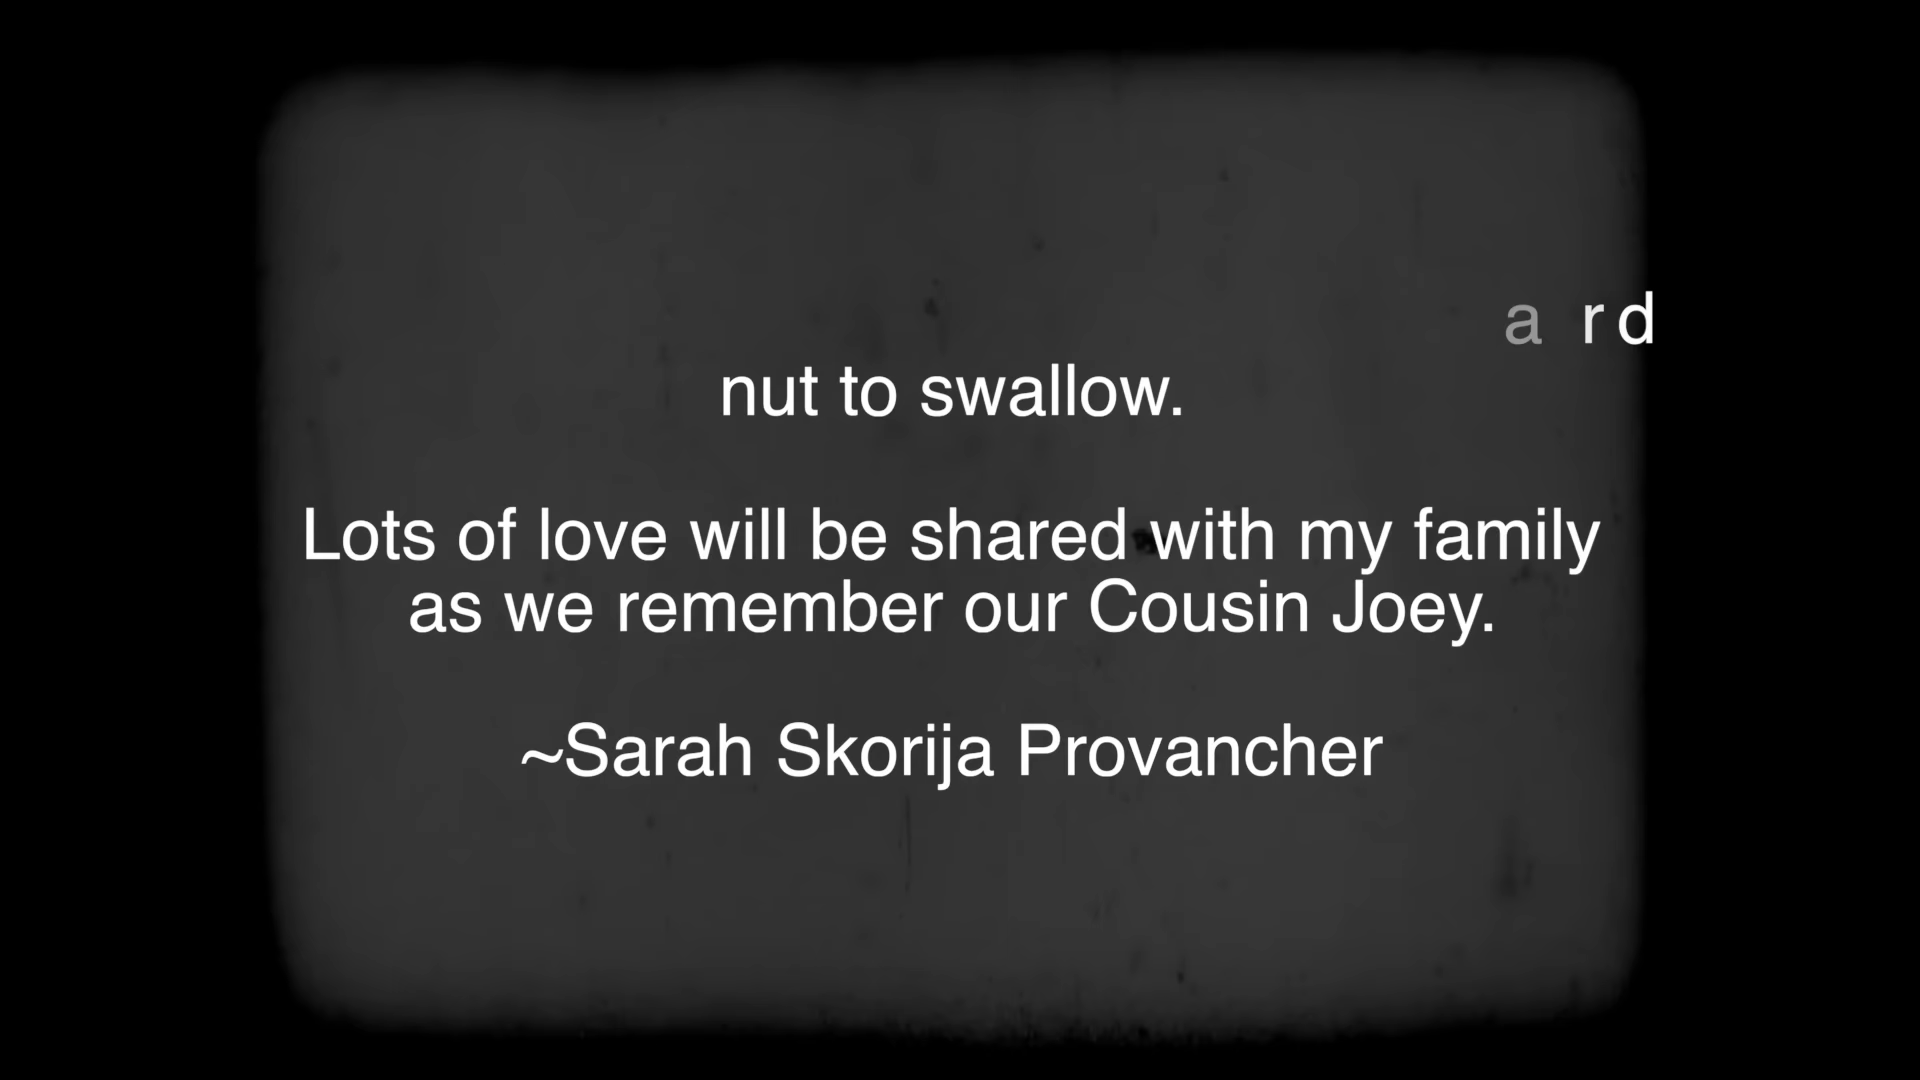 a rd
nut to swallow.
Lots of love will be shared with my family
as we remember our Cousin Joey.
~Sarah Skorija Provancher